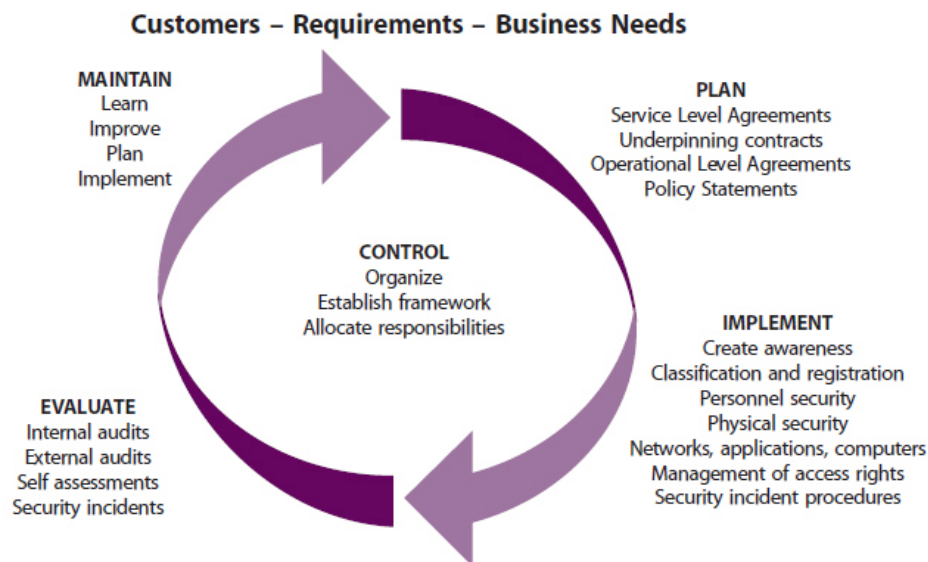 Customers – Requirements – Business Needs
MAINTAIN
Learn
Improve
Plan
Implement
PLAN
Service Level Agreements
Underpinning contracts
Operational Level Agreements
Policy Statements
CONTROL
Organize
Establish framework
Allocate responsibilities
EVALUATE
Internal audits
External audits
Self assessments
Security incidents
IMPLEMENT
Create awareness
Classification and registration
Personnel security
Physical security
Networks, applications, computers
Management of access rights
Security incident procedures